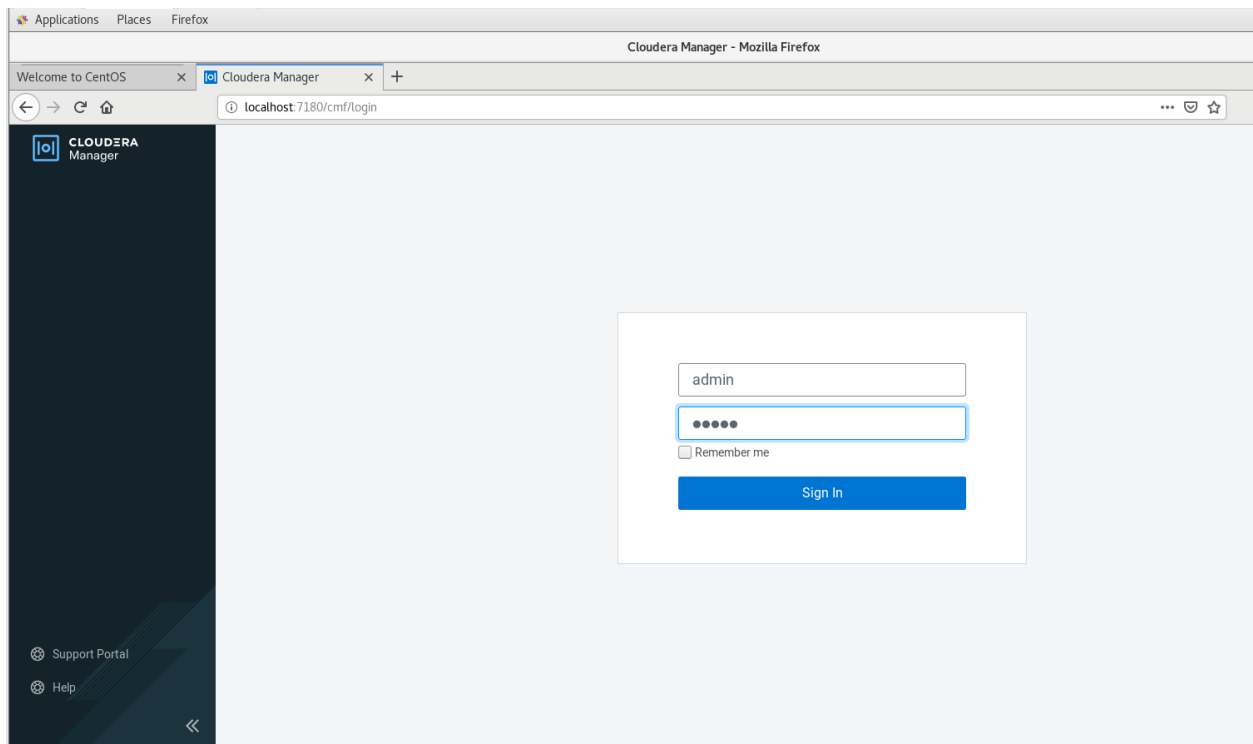 Applications Places Firefox
Cloudera Manager - Mozilla Firefox
Welcome to CentOS
Cloudera Manager
localhost:7180/cmf/login
CLOUDERA
Manager
admin
Remember me
Sign In
Support Portal
Help